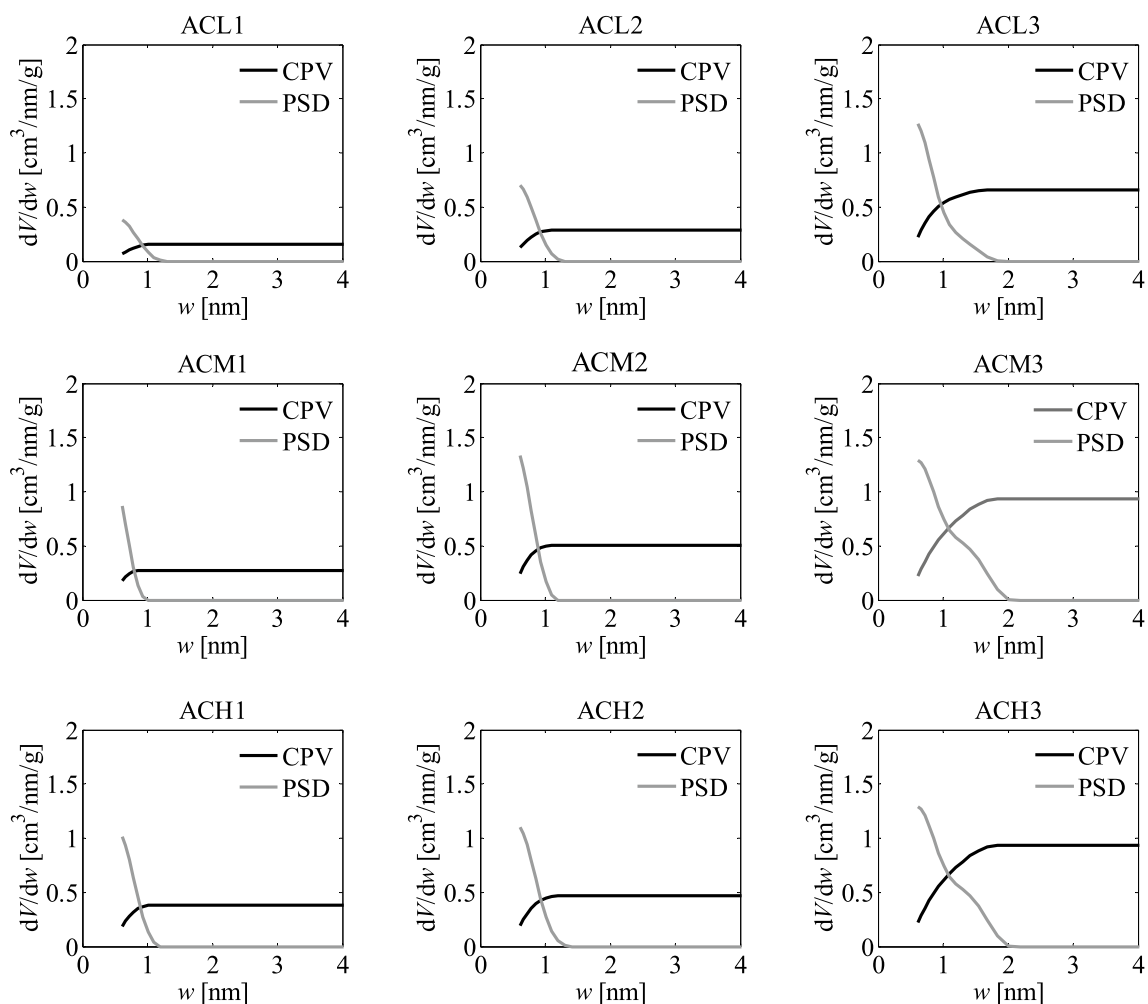 ACL1
dV/dw [cm³/nm/g]
2
1.5
1
0.5
0
CPV
PSD
0 1 2 3 4
w [nm]
ACL2
dV/dw [cm³/nm/g]
2
1.5
1
0.5
0
CPV
PSD
0 1 2 3 4
w [nm]
ACL3
dV/dw [cm³/nm/g]
2
1.5
1
0.5
0
CPV
PSD
0 1 2 3 4
w [nm]
ACM1
dV/dw [cm³/nm/g]
2
1.5
1
0.5
0
CPV
PSD
0 1 2 3 4
w [nm]
ACM2
dV/dw [cm³/nm/g]
2
1.5
1
0.5
0
CPV
PSD
0 1 2 3 4
w [nm]
ACM3
dV/dw [cm³/nm/g]
2
1.5
1
0.5
0
CPV
PSD
0 1 2 3 4
w [nm]
ACH1
dV/dw [cm³/nm/g]
2
1.5
1
0.5
0
CPV
PSD
0 1 2 3 4
w [nm]
ACH2
dV/dw [cm³/nm/g]
2
1.5
1
0.5
0
CPV
PSD
0 1 2 3 4
w [nm]
ACH3
dV/dw [cm³/nm/g]
2
1.5
1
0.5
0
CPV
PSD
0 1 2 3 4
w [nm]